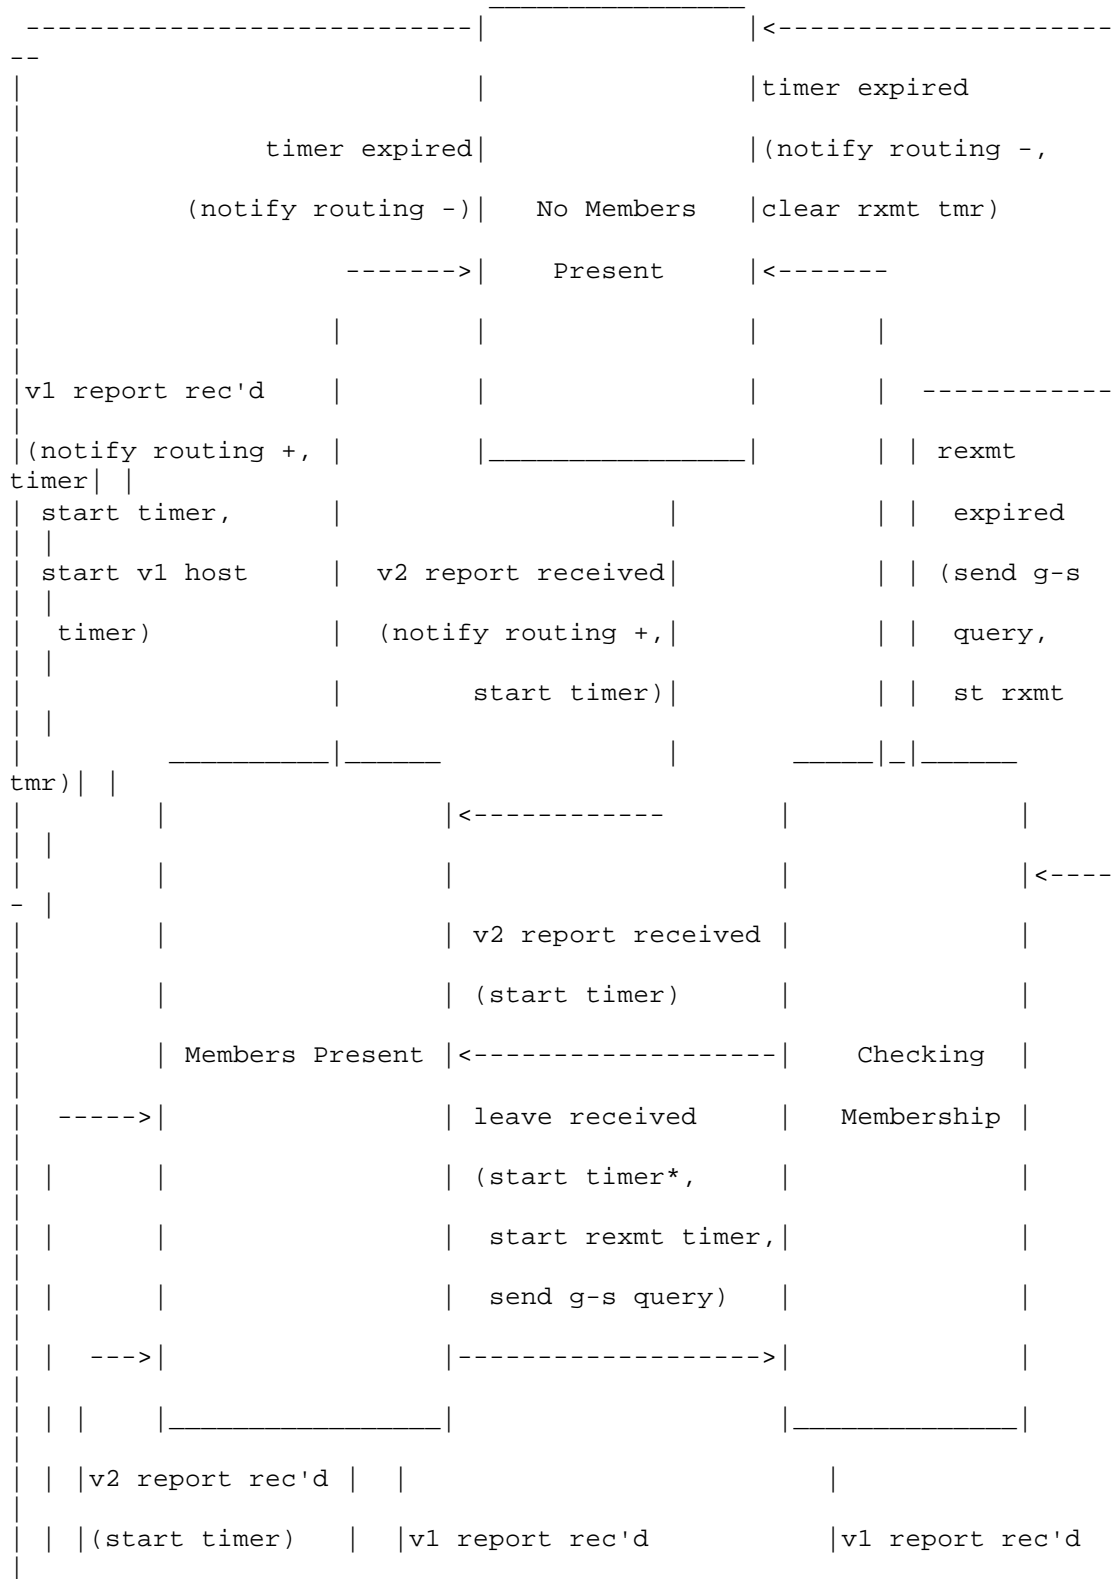 timer expired
timer expired
(notify routing -,
(notify routing -)
No Members
clear rxmt tmr)
Present
v1 report rec'd
(notify routing +,
rexmt
timer
start timer,
expired
start v1 host
v2 report received
(send g-s
timer)
(notify routing +,
query,
start timer)
st rxmt
tmr)
v2 report received
(start timer)
Members Present
Checking
leave received
Membership
(start timer*,
start rexmt timer,
send g-s query)
v2 report rec'd
(start timer)
v1 report rec'd
v1 report rec'd